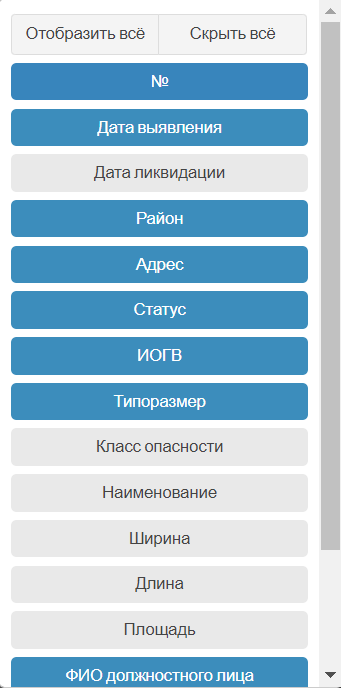 Отобразить всё Скрыть всё
№
Дата выявления
Дата ликвидации
Район
Адрес
Статус
ИОГВ
Типоразмер
Класс опасности
Наименование
Ширина
Длина
Площадь
ФИО должностного лица